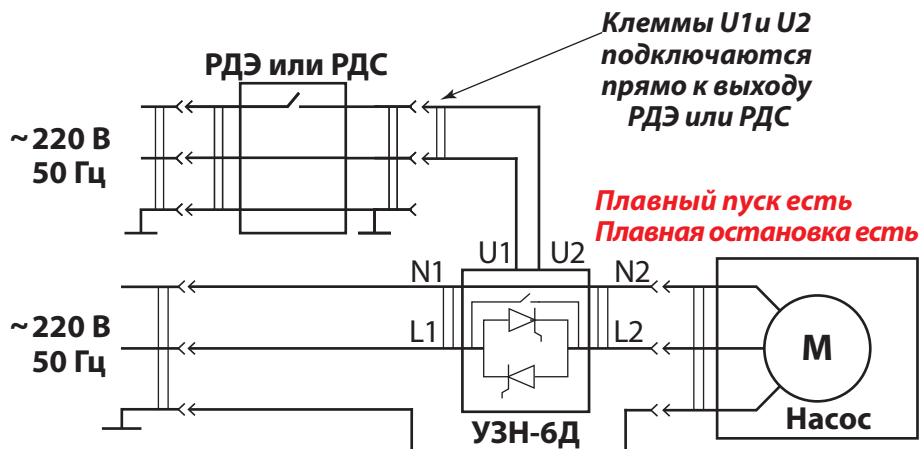 Клеммы U1и U2
подключаются
прямо к выходу
РДЭ или РДС
РДЭ или РДС
~220 В
50 Гц
Плавный пуск есть
Плавная остановка есть
U1 U2
N1 N2
~220 В
50 Гц
L1 L2
М
Насос
УЗН-6Д